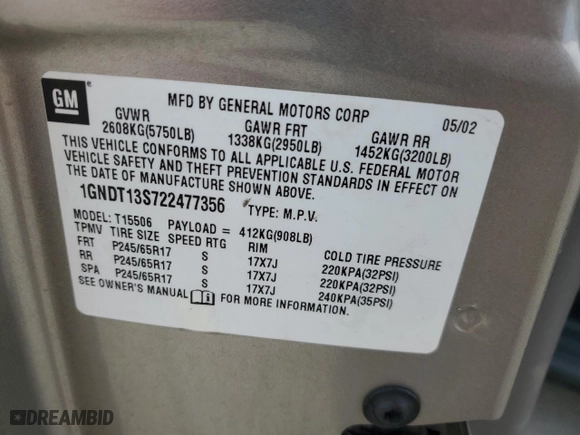 GM
MFD BY GENERAL MOTORS CORP 05/02
GVWR GAWR FRT GAWR RR
2608KG(5750LB) 1338KG(2950LB) 1452KG(3200LB)
THIS VEHICLE CONFORMS TO ALL APPLICABLE U.S. FEDERAL MOTOR
VEHICLE SAFETY AND THEFT PREVENTION STANDARDS IN EFFECT ON
THE DATE OF MANUFACTURE SHOWN ABOVE.
1GNDT13S722477356 TYPE: M.P.V.
MODEL: T15506 PAYLOAD = 412KG(908LB)
TPMV TIRE SIZE SPEED RTG RIM COLD TIRE PRESSURE
FRT P245/65R17 S 17X7J 220KPA(32PSI)
RR P245/65R17 S 17X7J 220KPA(32PSI)
SPA P245/65R17 S 17X7J 240KPA(35PSI)
SEE OWNER'S MANUAL FOR MORE INFORMATION.
DREAMBID